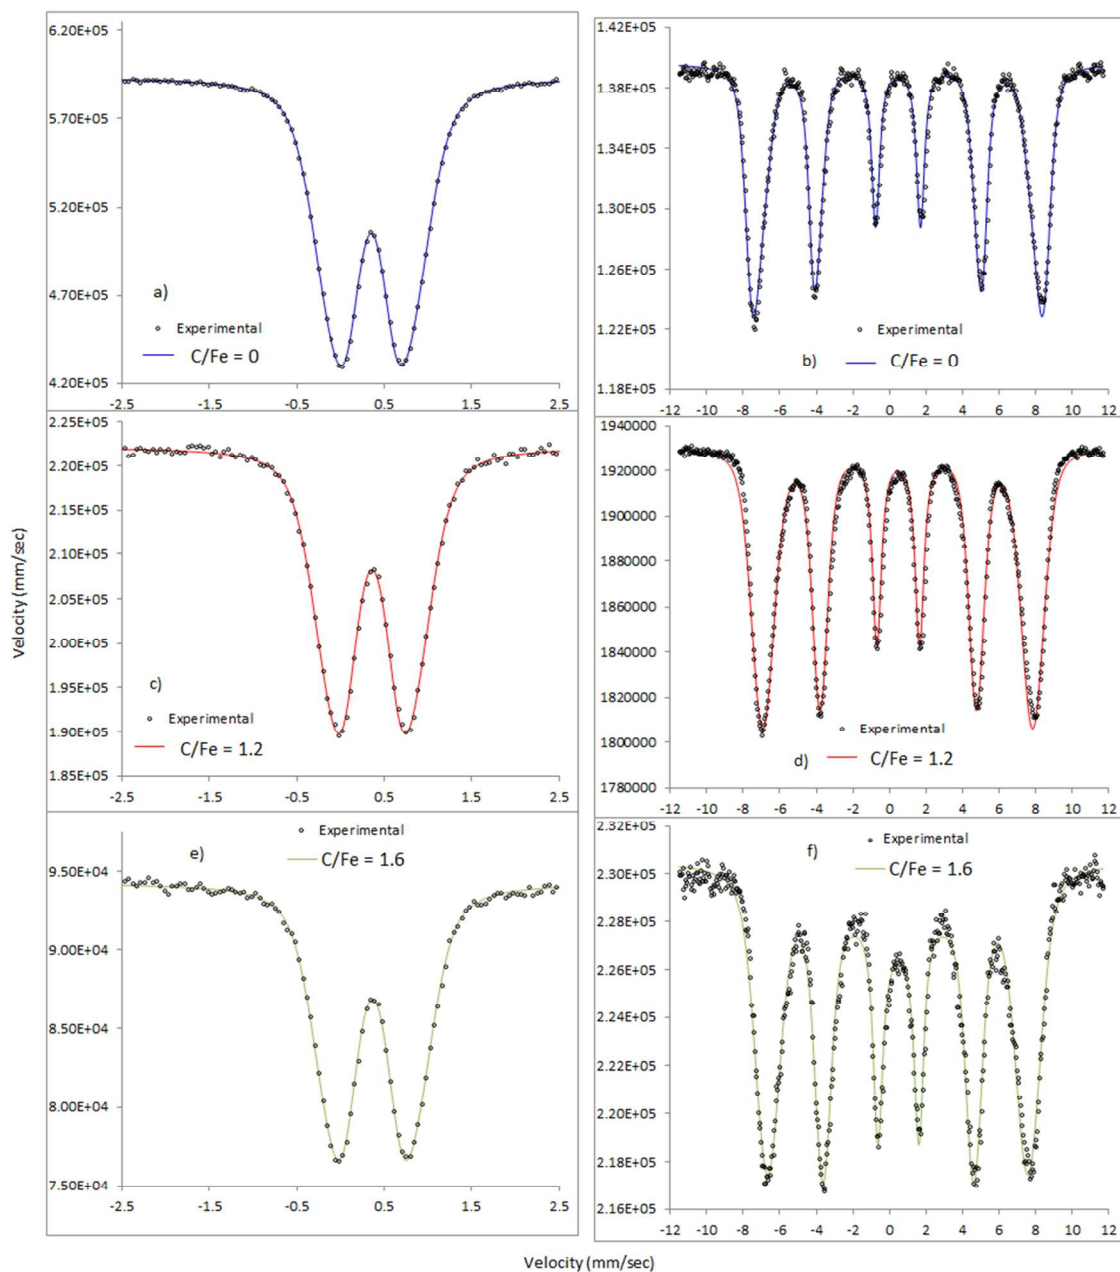 6.20E+05
5.70E+05
5.20E+05
4.70E+05
4.20E+05
-2.5 -1.5 -0.5 0.5 1.5 2.5
a)
Experimental
C/Fe = 0
1.42E+05
1.38E+05
1.34E+05
1.30E+05
1.26E+05
1.22E+05
1.18E+05
-12 -10 -8 -6 -4 -2 0 2 4 6 8 10 12
Experimental
b) C/Fe = 0
Velocity (mm/sec)
2.25E+05
2.20E+05
2.15E+05
2.10E+05
2.05E+05
2.00E+05
1.95E+05
1.90E+05
1.85E+05
-2.5 -1.5 -0.5 0.5 1.5 2.5
c)
Experimental
C/Fe = 1.2
1940000
1920000
1900000
1880000
1860000
1840000
1820000
1800000
1780000
-12 -10 -8 -6 -4 -2 0 2 4 6 8 10 12
Experimental
d) C/Fe = 1.2
9.50E+04
9.00E+04
8.50E+04
8.00E+04
7.50E+04
-2.5 -1.5 -0.5 0.5 1.5 2.5
Experimental
e) C/Fe = 1.6
2.32E+05
2.30E+05
2.28E+05
2.26E+05
2.24E+05
2.22E+05
2.20E+05
2.18E+05
2.16E+05
-12 -10 -8 -6 -4 -2 0 2 4 6 8 10 12
Experimental
f) C/Fe = 1.6
Velocity (mm/sec)